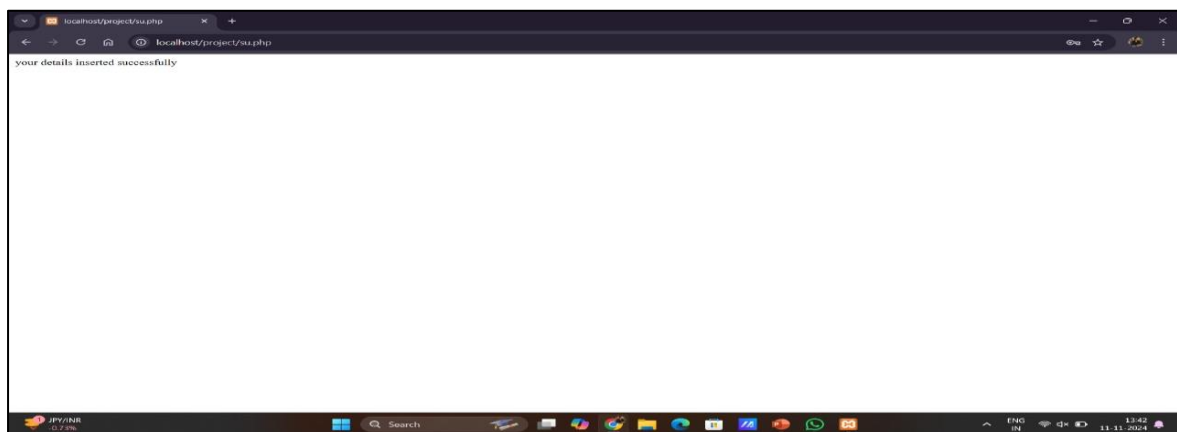 localhost/project/su.php
localhost/project/su.php
your details inserted successfully
JPY/INR
-0.73%
Search
ENG
IN
13:42
11-11-2024